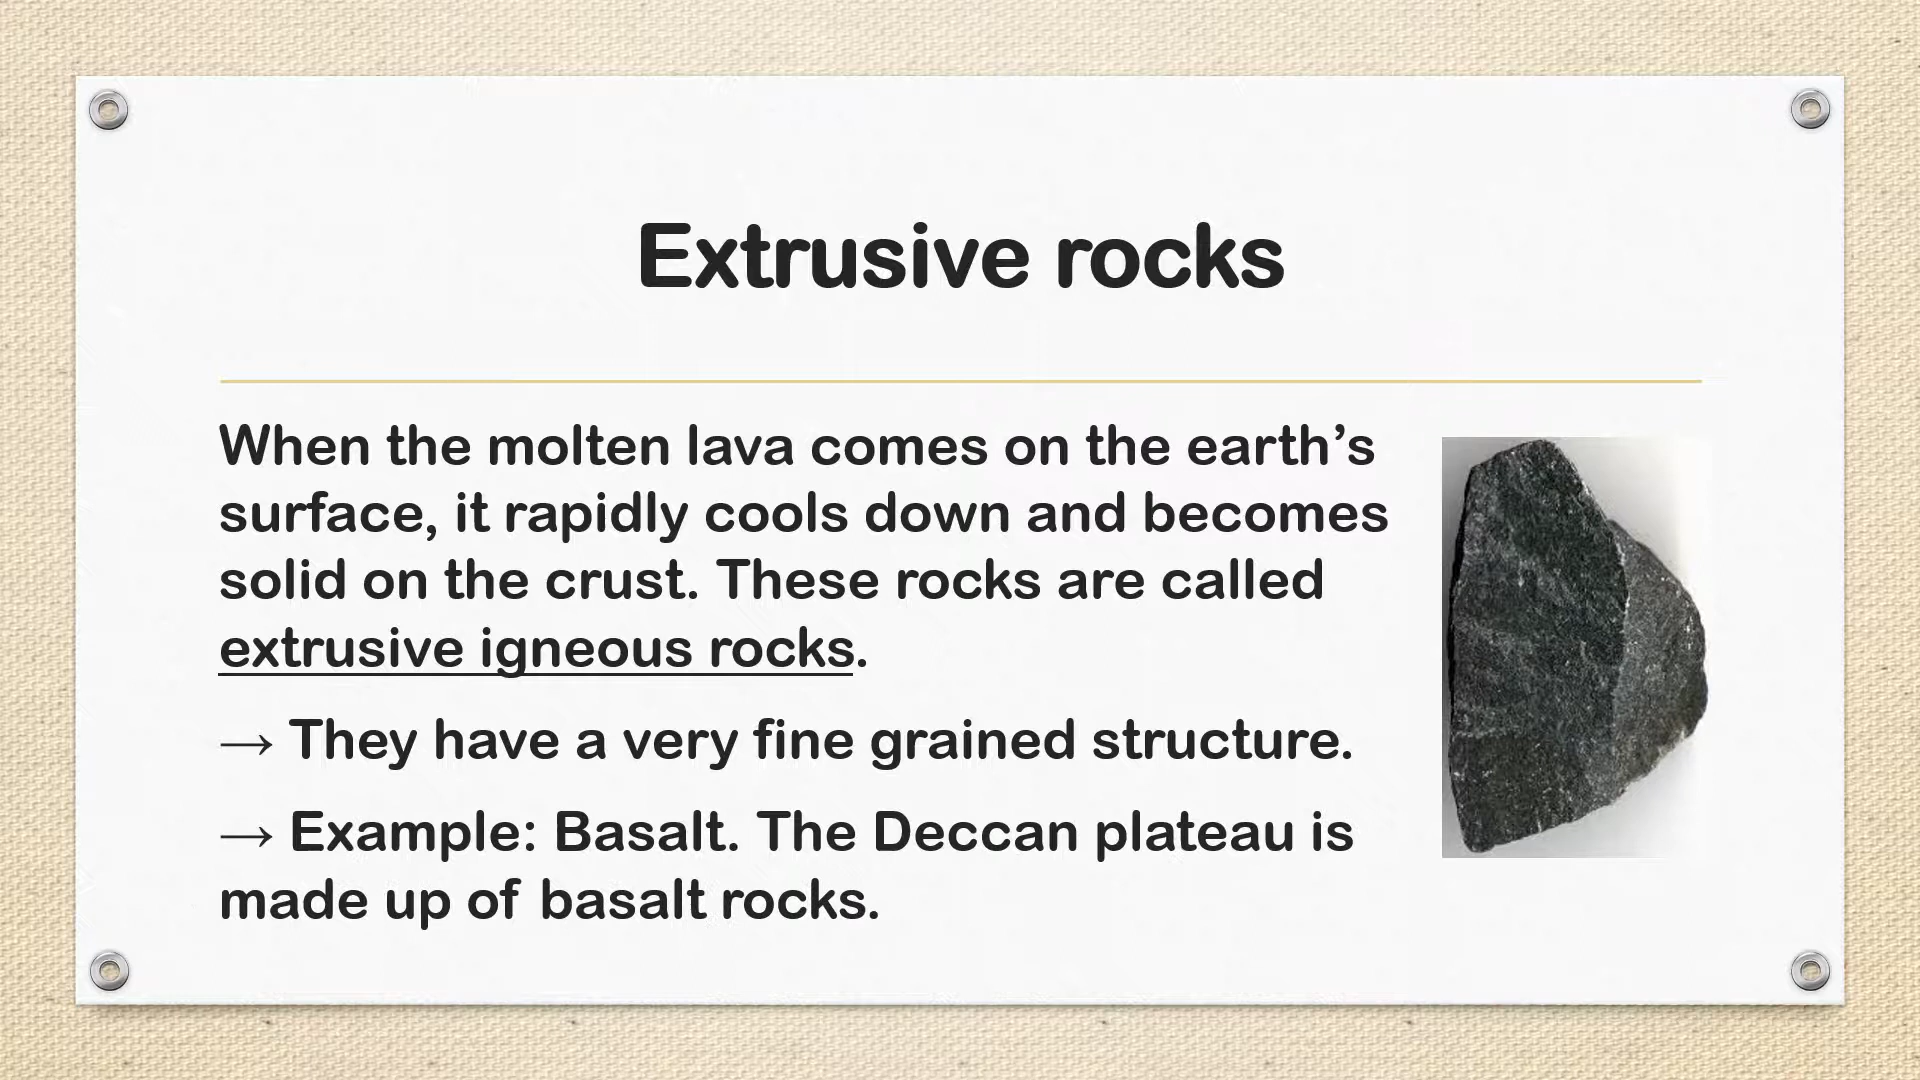 Extrusive rocks
When the molten lava comes on the earth’s
surface, it rapidly cools down and becomes
solid on the crust. These rocks are called
extrusive igneous rocks.
→ They have a very fine grained structure.
→ Example: Basalt. The Deccan plateau is
made up of basalt rocks.